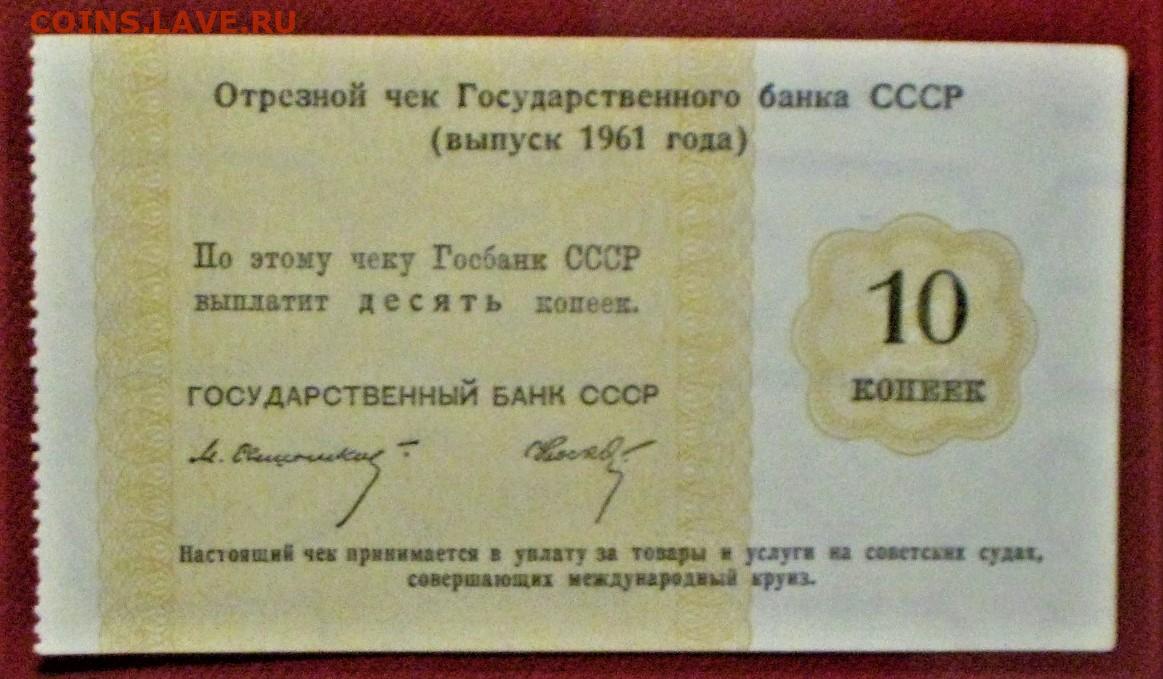 COINS.LAVE.RU
Отрезной чек Государственного банка СССР
(выпуск 1961 года)
По этому чеку Госбанк СССР
выплатит десять копеек.
10
КОПЕЕК
ГОСУДАРСТВЕННЫЙ БАНК СССР
Настоящий чек принимается в уплату за товары и услуги на советских судах,
совершающих международный круиз.